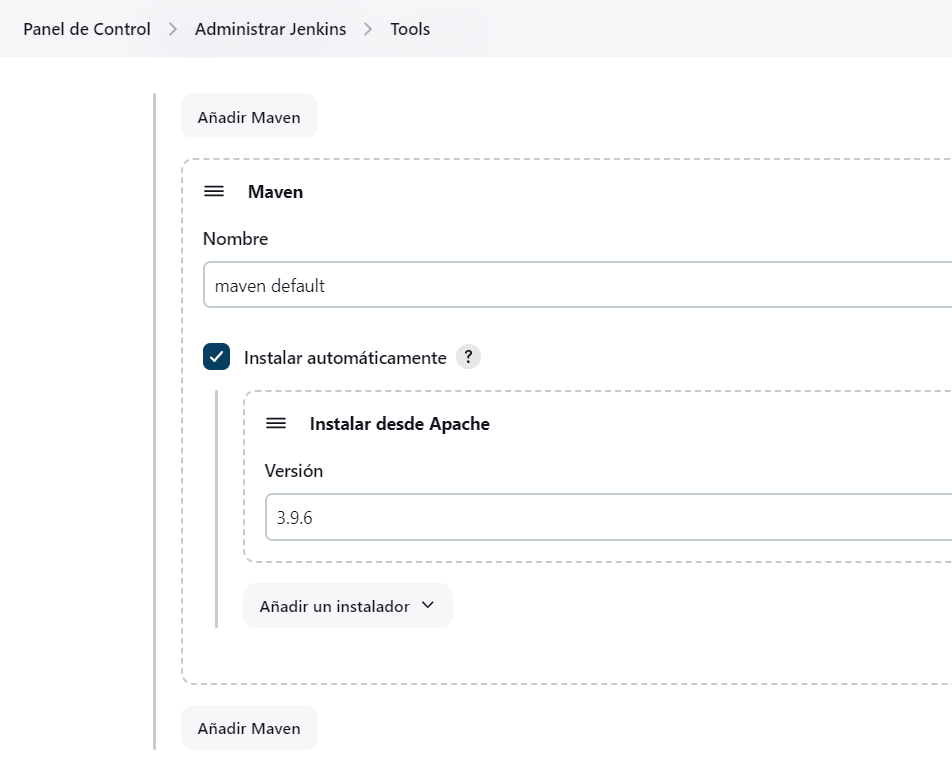 Panel de Control > Administrar Jenkins > Tools
Añadir Maven
Maven
Nombre
maven default
Instalar automáticamente ?
Instalar desde Apache
Versión
3.9.6
Añadir un instalador
Añadir Maven